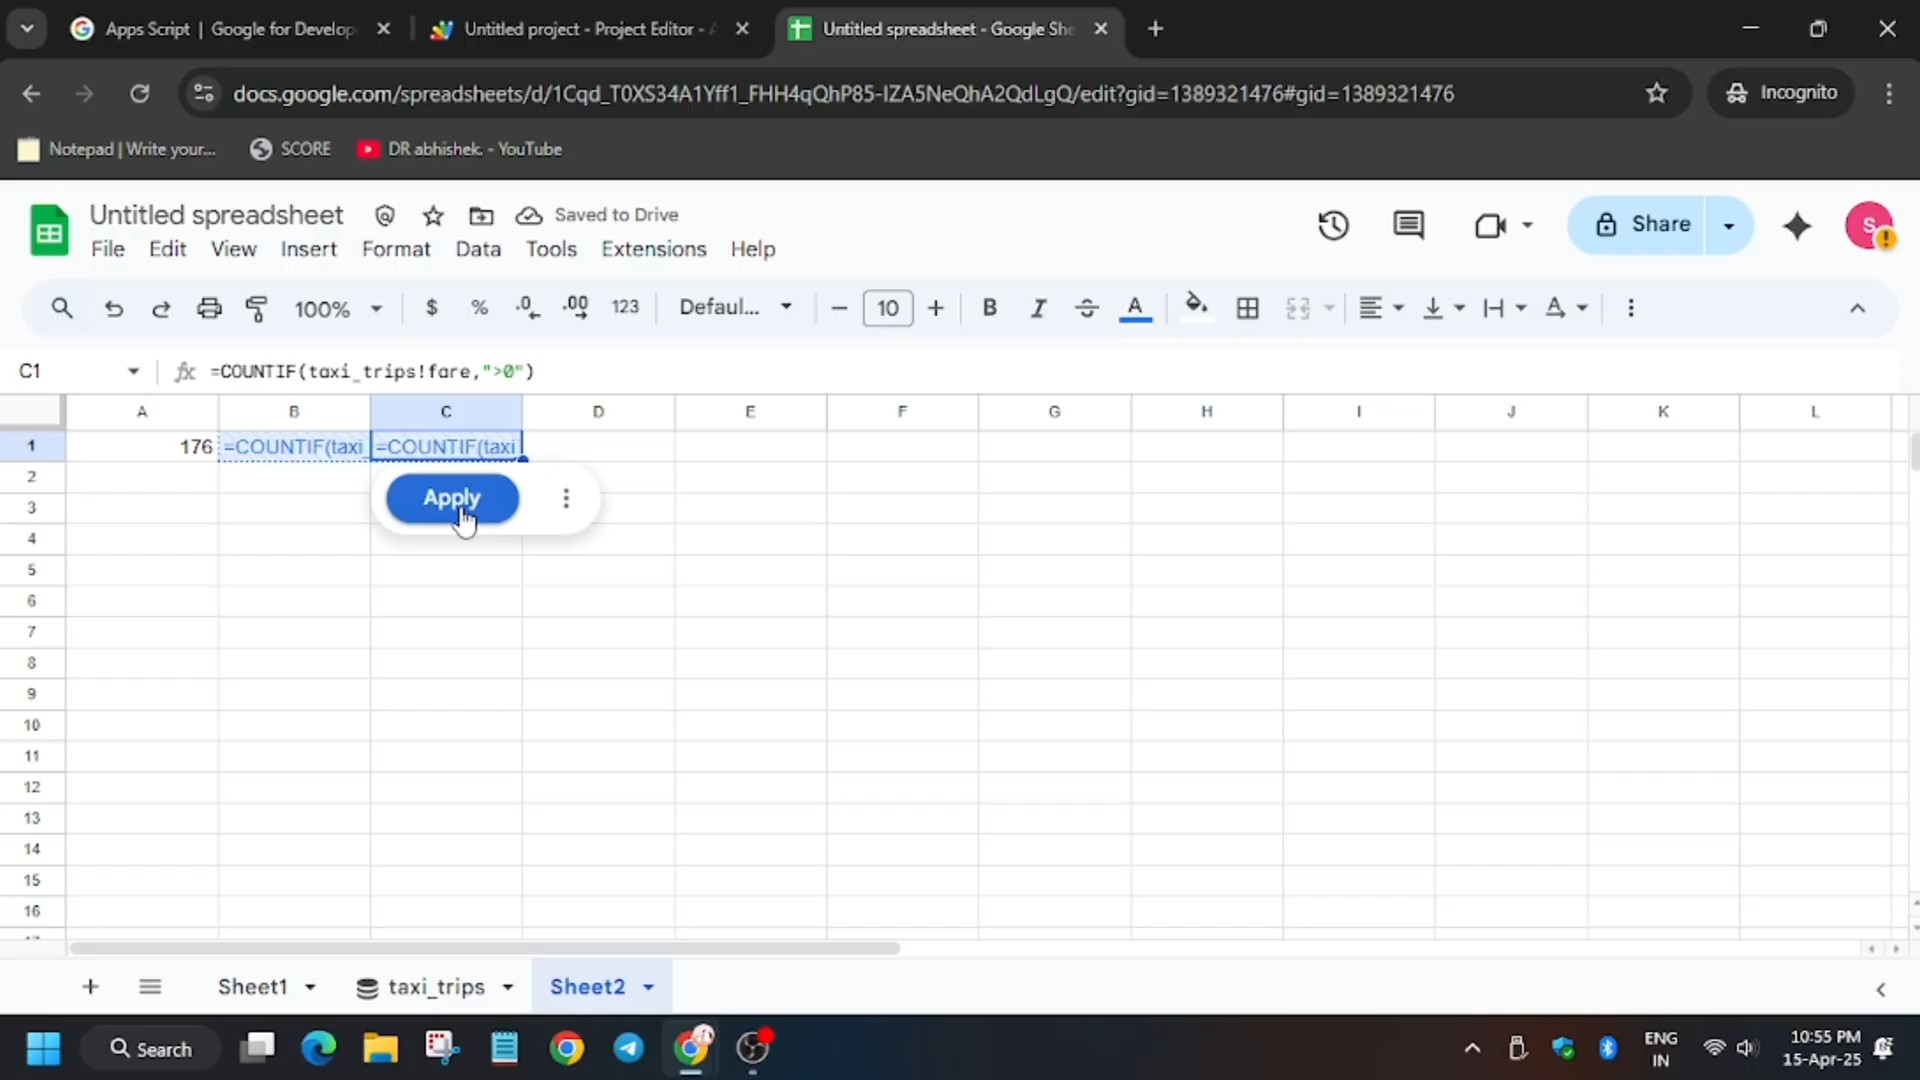 Apps Script | Google for Develop
Untitled project - Project Editor - A
Untitled spreadsheet - Google She
docs.google.com/spreadsheets/d/1Cqd_T0XS34A1Yff1_FHH4qQhP85-IZA5NeQhA2QdLgQ/edit?gid=1389321476#gid=1389321476
Incognito
Notepad | Write your...
SCORE
DR abhishek. - YouTube
Untitled spreadsheet
Saved to Drive
Share
S
File Edit View Insert Format Data Tools Extensions Help
100% $ % .0 .00 123 Defaul... 10 B I S A
C1 fx =COUNTIF(taxi_trips!fare,">0")
A B C D E F G H I J K L
1 176 =COUNTIF(taxi_ =COUNTIF(taxi
2
Apply
3
4
5
6
7
8
9
10
11
12
13
14
15
16
17
Sheet1 taxi_trips Sheet2
Search
ENG
IN
10:55 PM
15-Apr-25